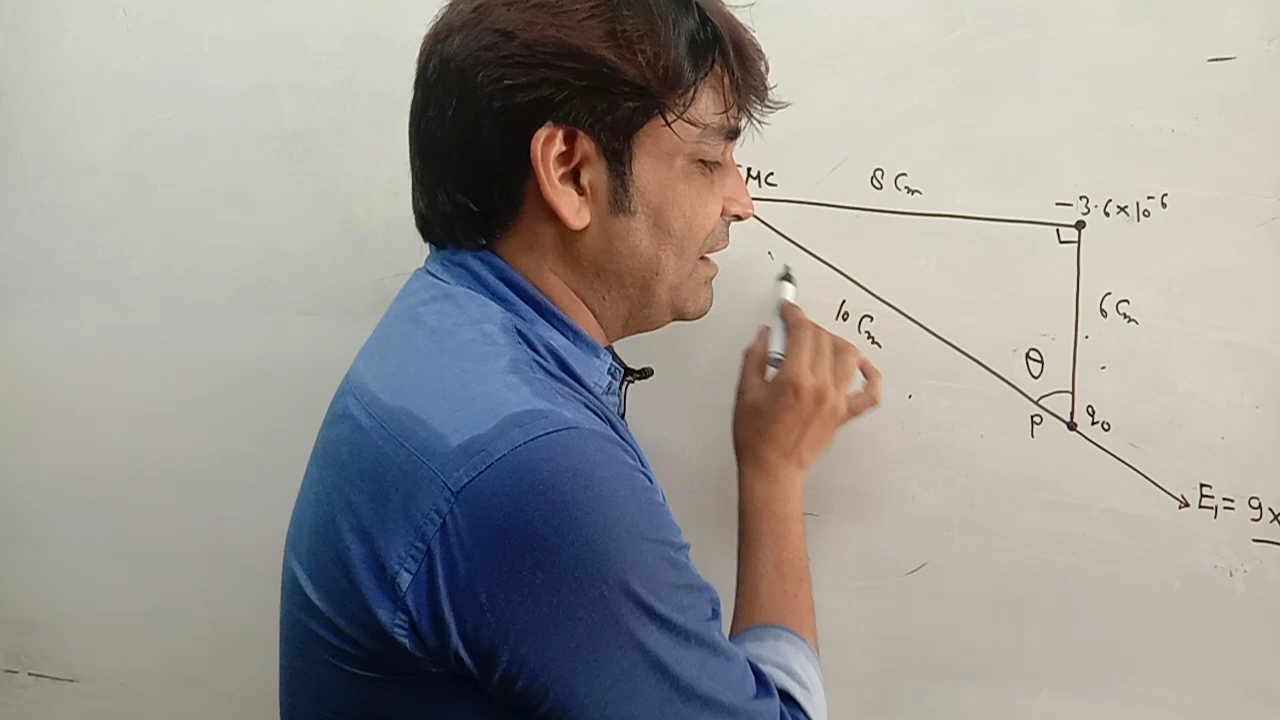 μC
8 Cm
-3.6×10⁻⁶
10 Cm
6 Cm
θ
P
q₀
E₁ = 9×